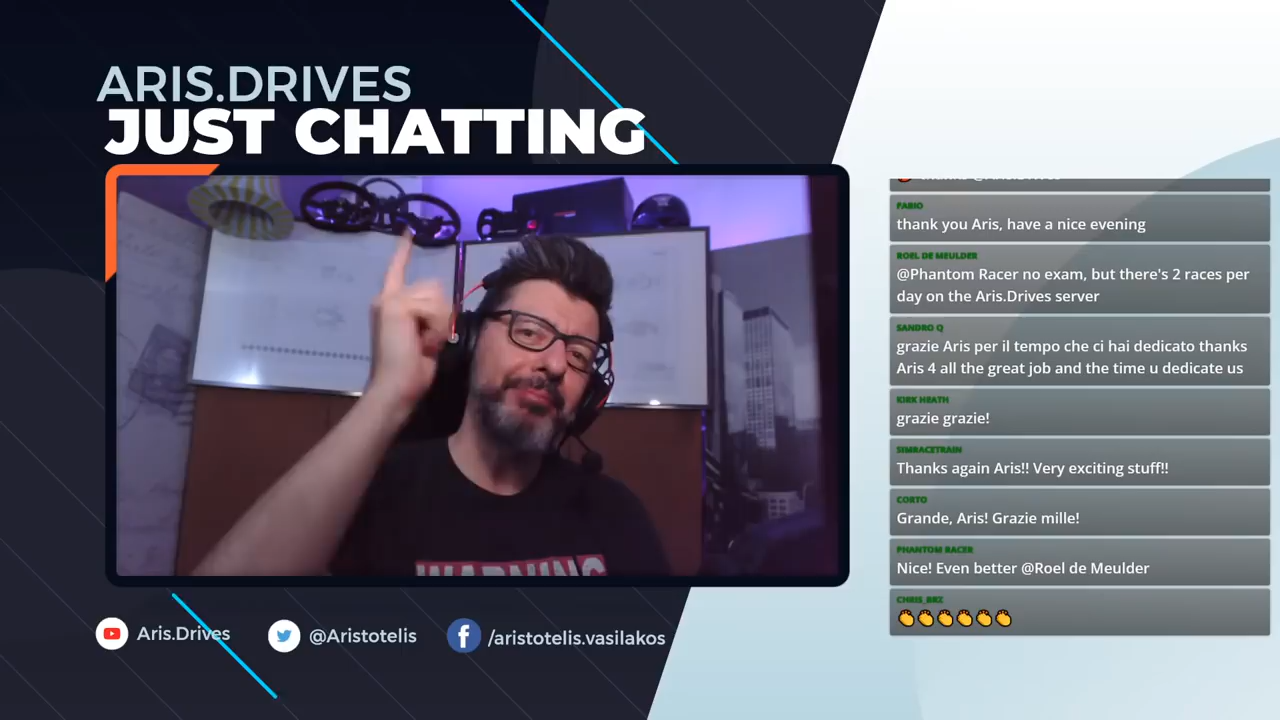 ARIS.DRIVES
JUST CHATTING
WARNING
Aris.Drives
@Aristotelis
/aristotelis.vasilakos
FABIO
thank you Aris, have a nice evening
ROEL DE MEULDER
@Phantom Racer no exam, but there's 2 races per
day on the Aris.Drives server
SANDRO Q
grazie Aris per il tempo che ci hai dedicato thanks
Aris 4 all the great job and the time u dedicate us
KIRK HEATH
grazie grazie!
SIMRACETRAIN
Thanks again Aris!! Very exciting stuff!!
CORTO
Grande, Aris! Grazie mille!
PHANTOM RACER
Nice! Even better @Roel de Meulder